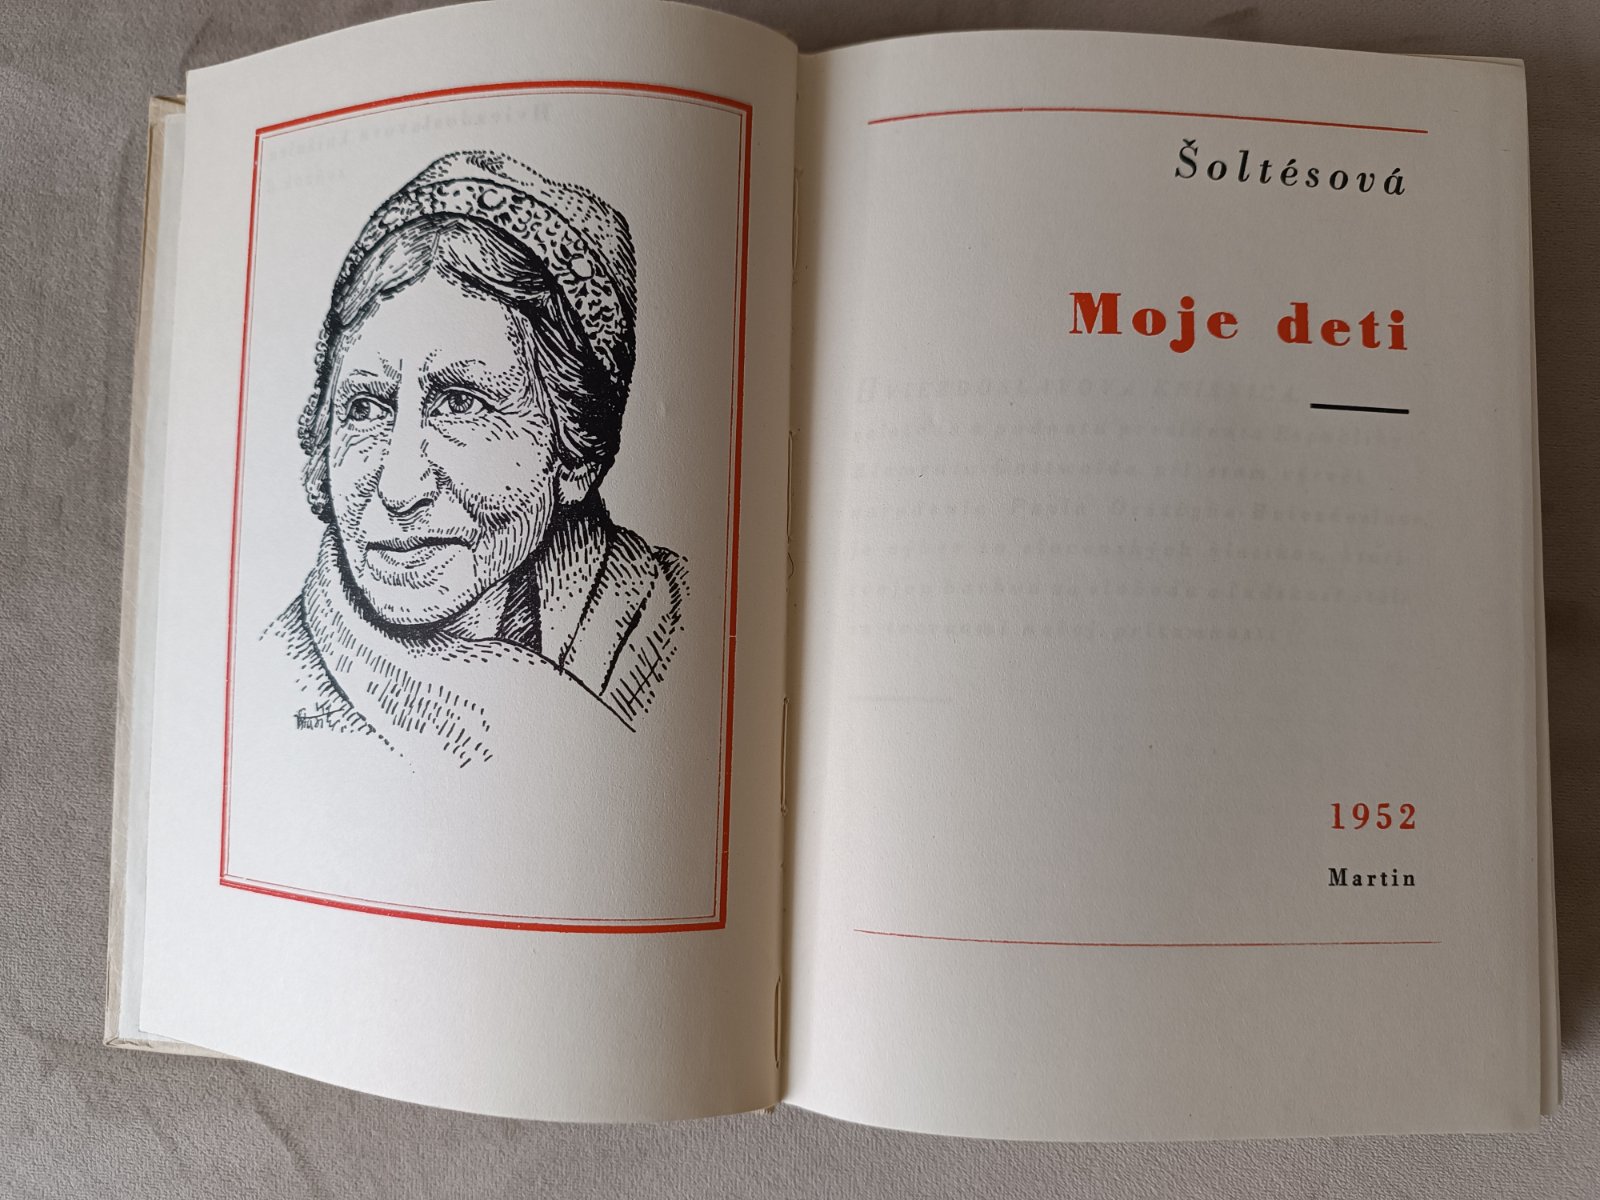 Šoltésová
Moje deti
1952
Martin